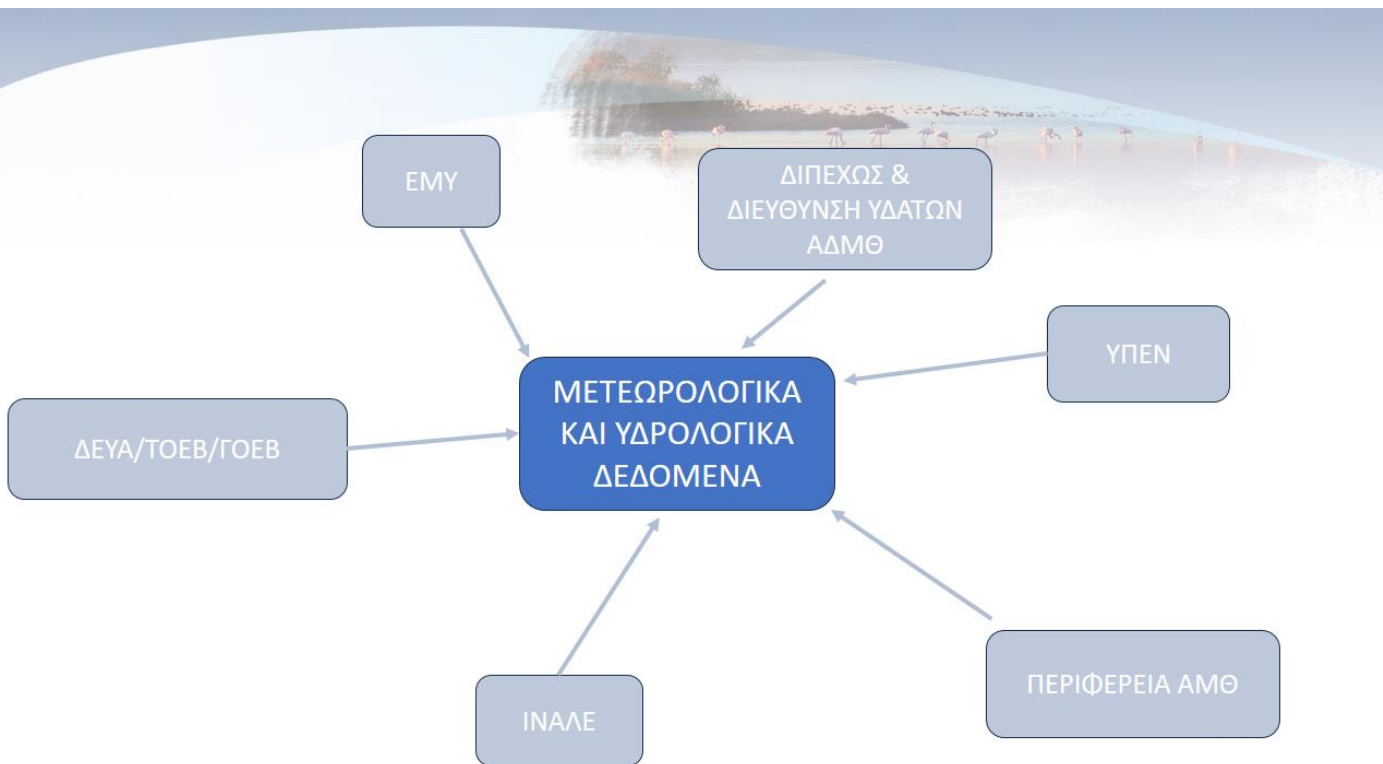 ΕΜΥ
ΔΙΠΕΧΩΣ &
ΔΙΕΥΘΥΝΣΗ ΥΔΑΤΩΝ
ΑΔΜΘ
ΥΠΕΝ
ΜΕΤΕΩΡΟΛΟΓΙΚΑ
ΚΑΙ ΥΔΡΟΛΟΓΙΚΑ
ΔΕΔΟΜΕΝΑ
ΔΕΥΑ/ΤΟΕΒ/ΓΟΕΒ
ΠΕΡΙΦΕΡΕΙΑ ΑΜΘ
ΙΝΑΛΕ